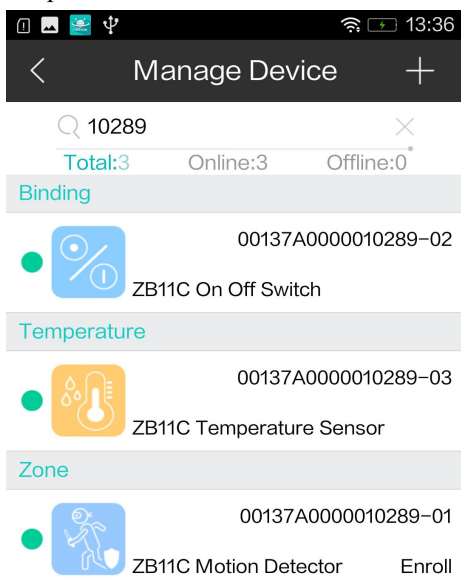 13:36
Manage Device
10289
Total:3 Online:3 Offline:0
Binding
00137A0000010289-02
ZB11C On Off Switch
Temperature
00137A0000010289-03
ZB11C Temperature Sensor
Zone
00137A0000010289-01
ZB11C Motion Detector Enroll